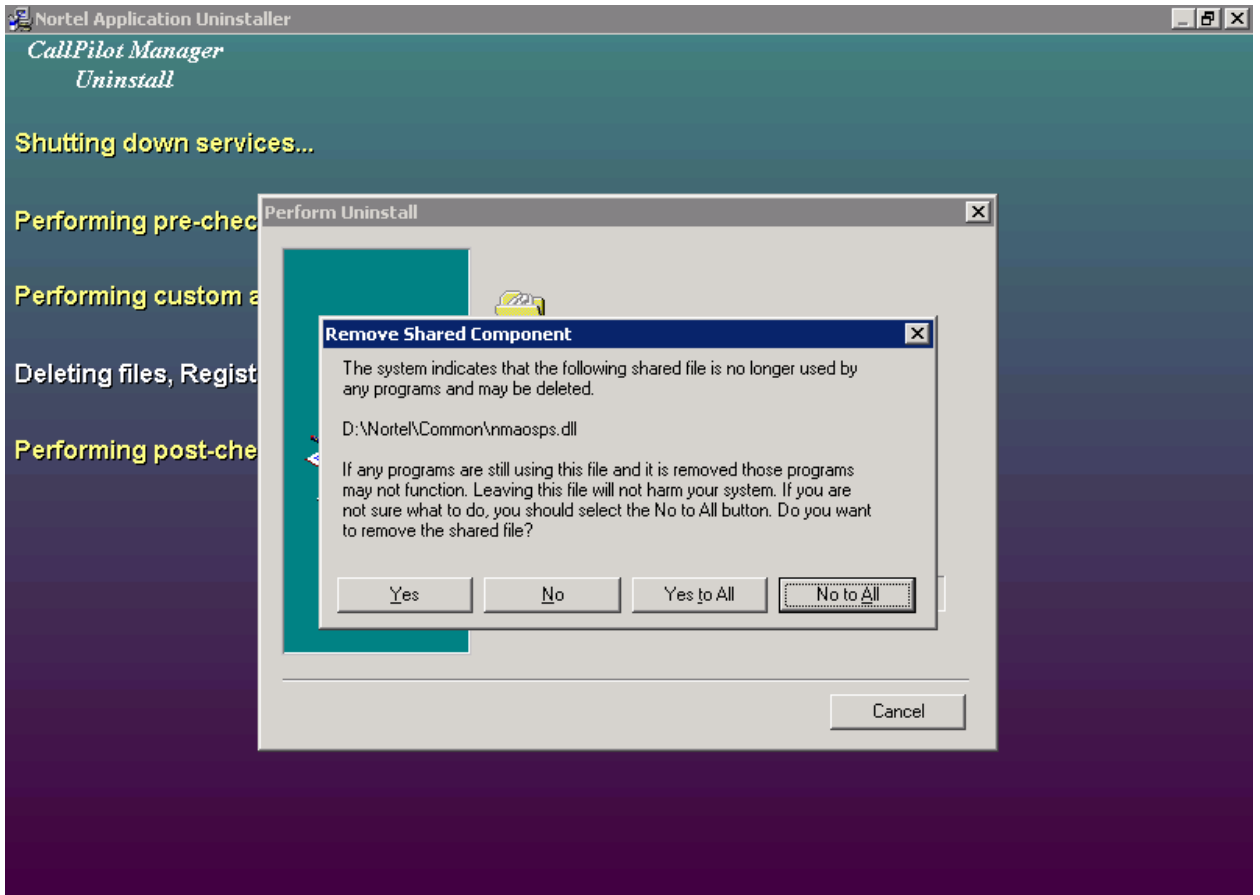 Nortel Application Uninstaller
CallPilot Manager
Uninstall
Shutting down services...
Performing pre-chec
Performing custom a
Deleting files, Regist
Performing post-che
Perform Uninstall
Remove Shared Component
The system indicates that the following shared file is no longer used by
any programs and may be deleted.
D:\Nortel\Common\nmaosps.dll
If any programs are still using this file and it is removed those programs
may not function. Leaving this file will not harm your system. If you are
not sure what to do, you should select the No to All button. Do you want
to remove the shared file?
Yes No Yes to All No to All
Cancel